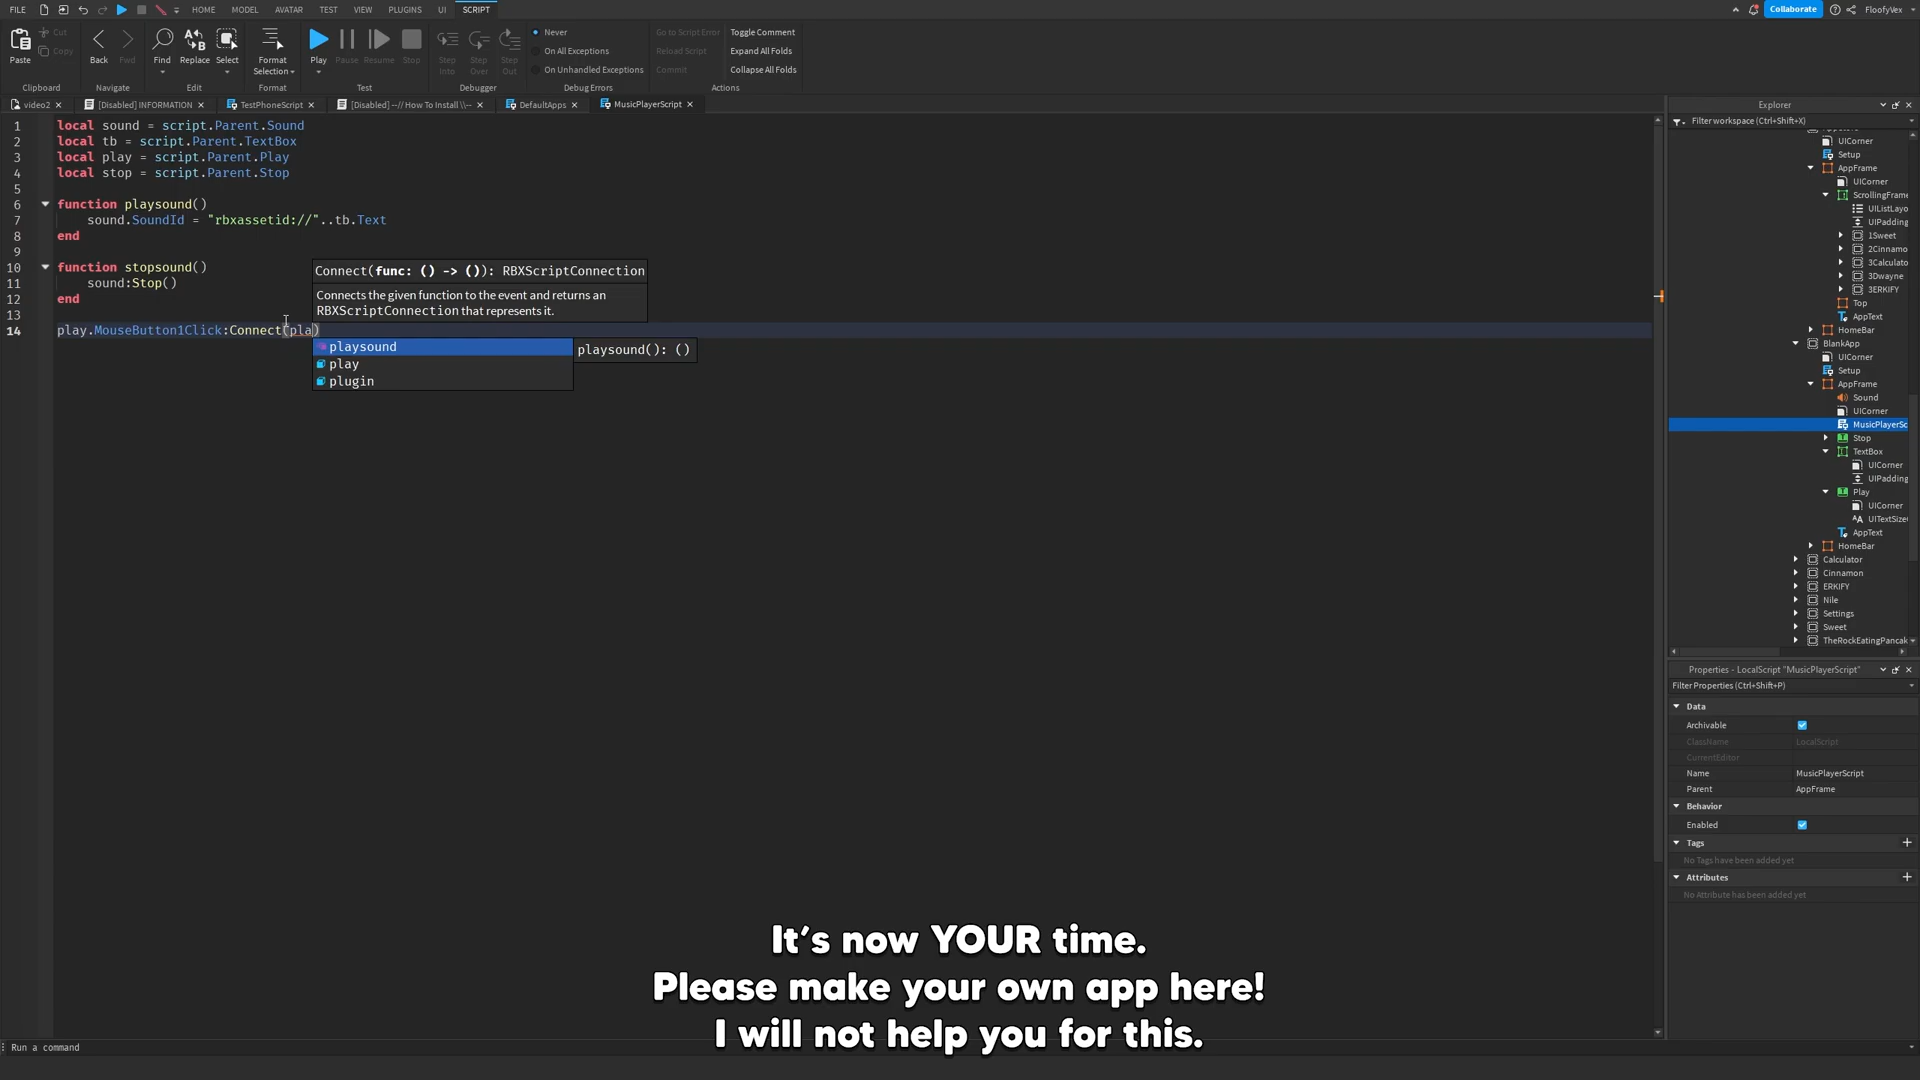 FILE HOME MODEL AVATAR TEST VIEW PLUGINS UI SCRIPT Collaborate FloofyVex
Paste Cut Copy Back Fwd Find Replace Select Format Selection Play Pause Resume Stop Step Into Step Over Step Out
Never
On All Exceptions
On Unhandled Exceptions
Go to Script Error
Reload Script
Commit
Toggle Comment
Expand All Folds
Collapse All Folds
Clipboard Navigate Edit Format Test Debugger Debug Errors Actions
video2 [Disabled] INFORMATION TestPhoneScript [Disabled] --// How To Install \\-- DefaultApps MusicPlayerScript
1 local sound = script.Parent.Sound
2 local tb = script.Parent.TextBox
3 local play = script.Parent.Play
4 local stop = script.Parent.Stop
5
6 function playsound()
7 sound.SoundId = "rbxassetid://"..tb.Text
8 end
9
10 function stopsound()
11 sound:Stop()
12 end
13
14 play.MouseButton1Click:Connect(pla)
Connect(func: () -> ()): RBXScriptConnection
Connects the given function to the event and returns an
RBXScriptConnection that represents it.
playsound
play
plugin
playsound(): ()
Explorer
Filter workspace (Ctrl+Shift+X)
UICorner
Setup
AppFrame
UICorner
ScrollingFrame
UIListLayo
UIPadding
1Sweet
2Cinnamo
3Calculato
3Dwayne
3ERKIFY
Top
AppText
HomeBar
BlankApp
UICorner
Setup
AppFrame
Sound
UICorner
MusicPlayerSc
Stop
TextBox
UICorner
UIPadding
Play
UICorner
UITextSize
AppText
HomeBar
Calculator
Cinnamon
ERKIFY
Nile
Settings
Sweet
TheRockEatingPancak
Properties - LocalScript "MusicPlayerScript"
Filter Properties (Ctrl+Shift+P)
Data
Archivable
ClassName LocalScript
CurrentEditor
Name MusicPlayerScript
Parent AppFrame
Behavior
Enabled
Tags
No Tags have been added yet
Attributes
No Attribute has been added yet
It's now YOUR time.
Please make your own app here!
I will not help you for this.
Run a command